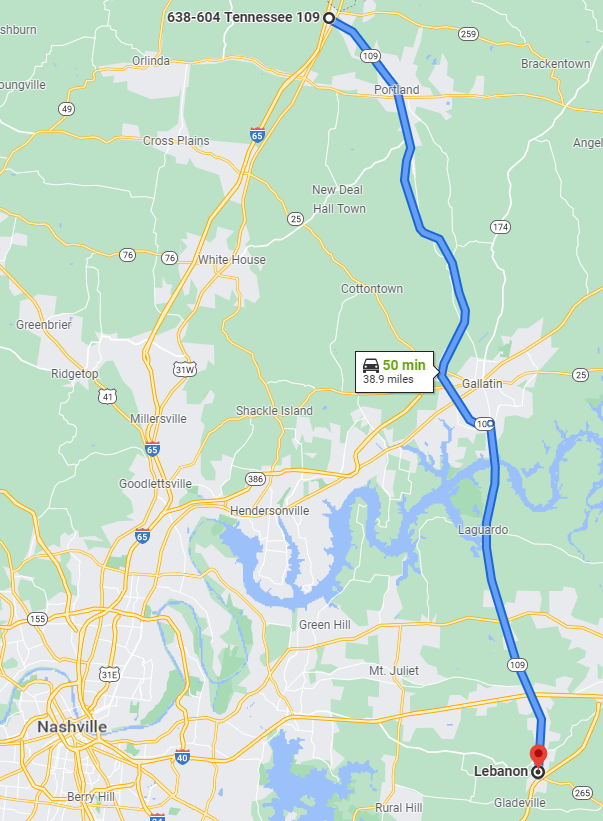 638-604 Tennessee 109
shburn
259
Orlinda
109
Brackentown
oungville
Portland
49
65
Cross Plains
Angel
New Deal
Hall Town
25
174
76
76
White House
Cottontown
Greenbrier
50 min
38.9 miles
31W
Ridgetop
25
Gallatin
41
Shackle Island
Millersville
10
65
386
Goodlettsville
Hendersonville
Laguardo
65
155
Green Hill
109
31E
Mt. Juliet
Nashville
40
Lebanon
265
Berry Hill
Rural Hill
Gladeville